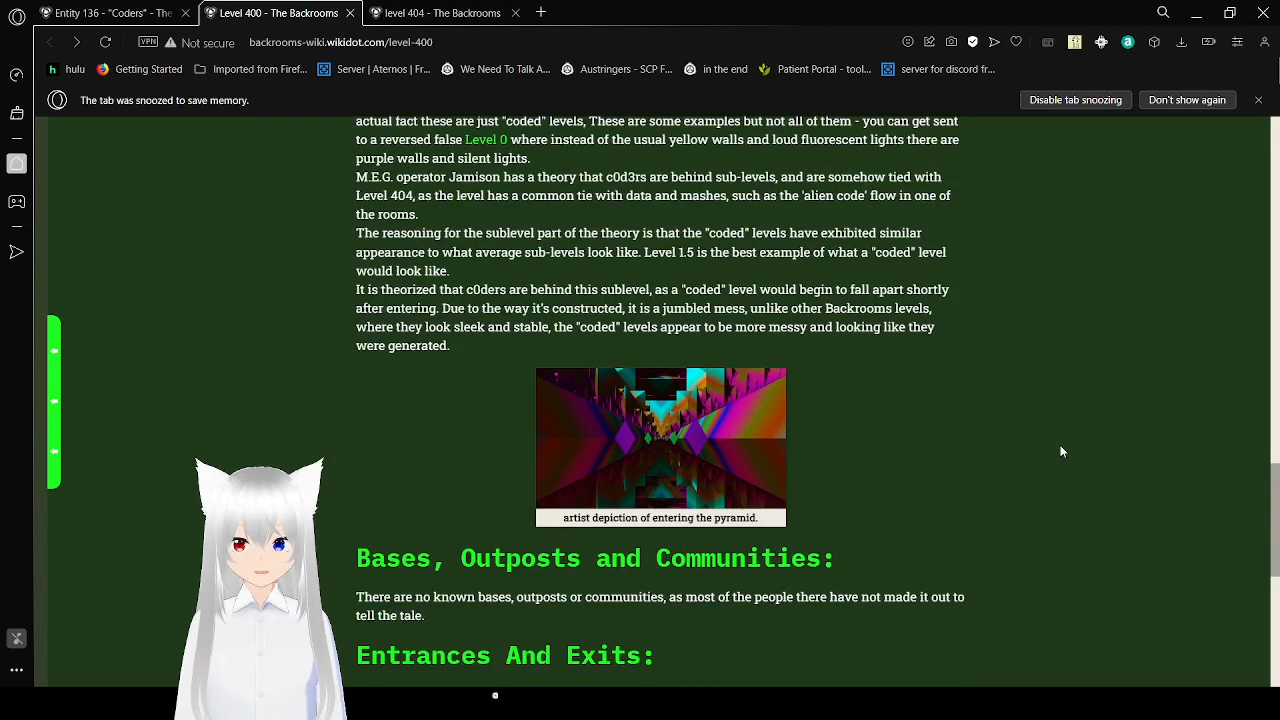 Entity 136 - "Coders" - The
Level 400 - The Backrooms
level 404 - The Backrooms
VPN
Not secure
backrooms-wiki.wikidot.com/level-400
hulu
Getting Started
Imported from Firef...
Server | Aternos | Fr...
We Need To Talk A...
Austringers - SCP F...
in the end
Patient Portal - tool...
server for discord fr...
The tab was snoozed to save memory.
Disable tab snoozing
Don't show again
actual fact these are just "coded" levels, These are some examples but not all of them - you can get sent
to a reversed false Level 0 where instead of the usual yellow walls and loud fluorescent lights there are
purple walls and silent lights.
M.E.G. operator Jamison has a theory that c0d3rs are behind sub-levels, and are somehow tied with
Level 404, as the level has a common tie with data and mashes, such as the 'alien code' flow in one of
the rooms.
The reasoning for the sublevel part of the theory is that the "coded" levels have exhibited similar
appearance to what average sub-levels look like. Level 1.5 is the best example of what a "coded" level
would look like.
It is theorized that c0ders are behind this sublevel, as a "coded" level would begin to fall apart shortly
after entering. Due to the way it's constructed, it is a jumbled mess, unlike other Backrooms levels,
where they look sleek and stable, the "coded" levels appear to be more messy and looking like they
were generated.
artist depiction of entering the pyramid.
Bases, Outposts and Communities:
There are no known bases, outposts or communities, as most of the people there have not made it out to
tell the tale.
Entrances And Exits: